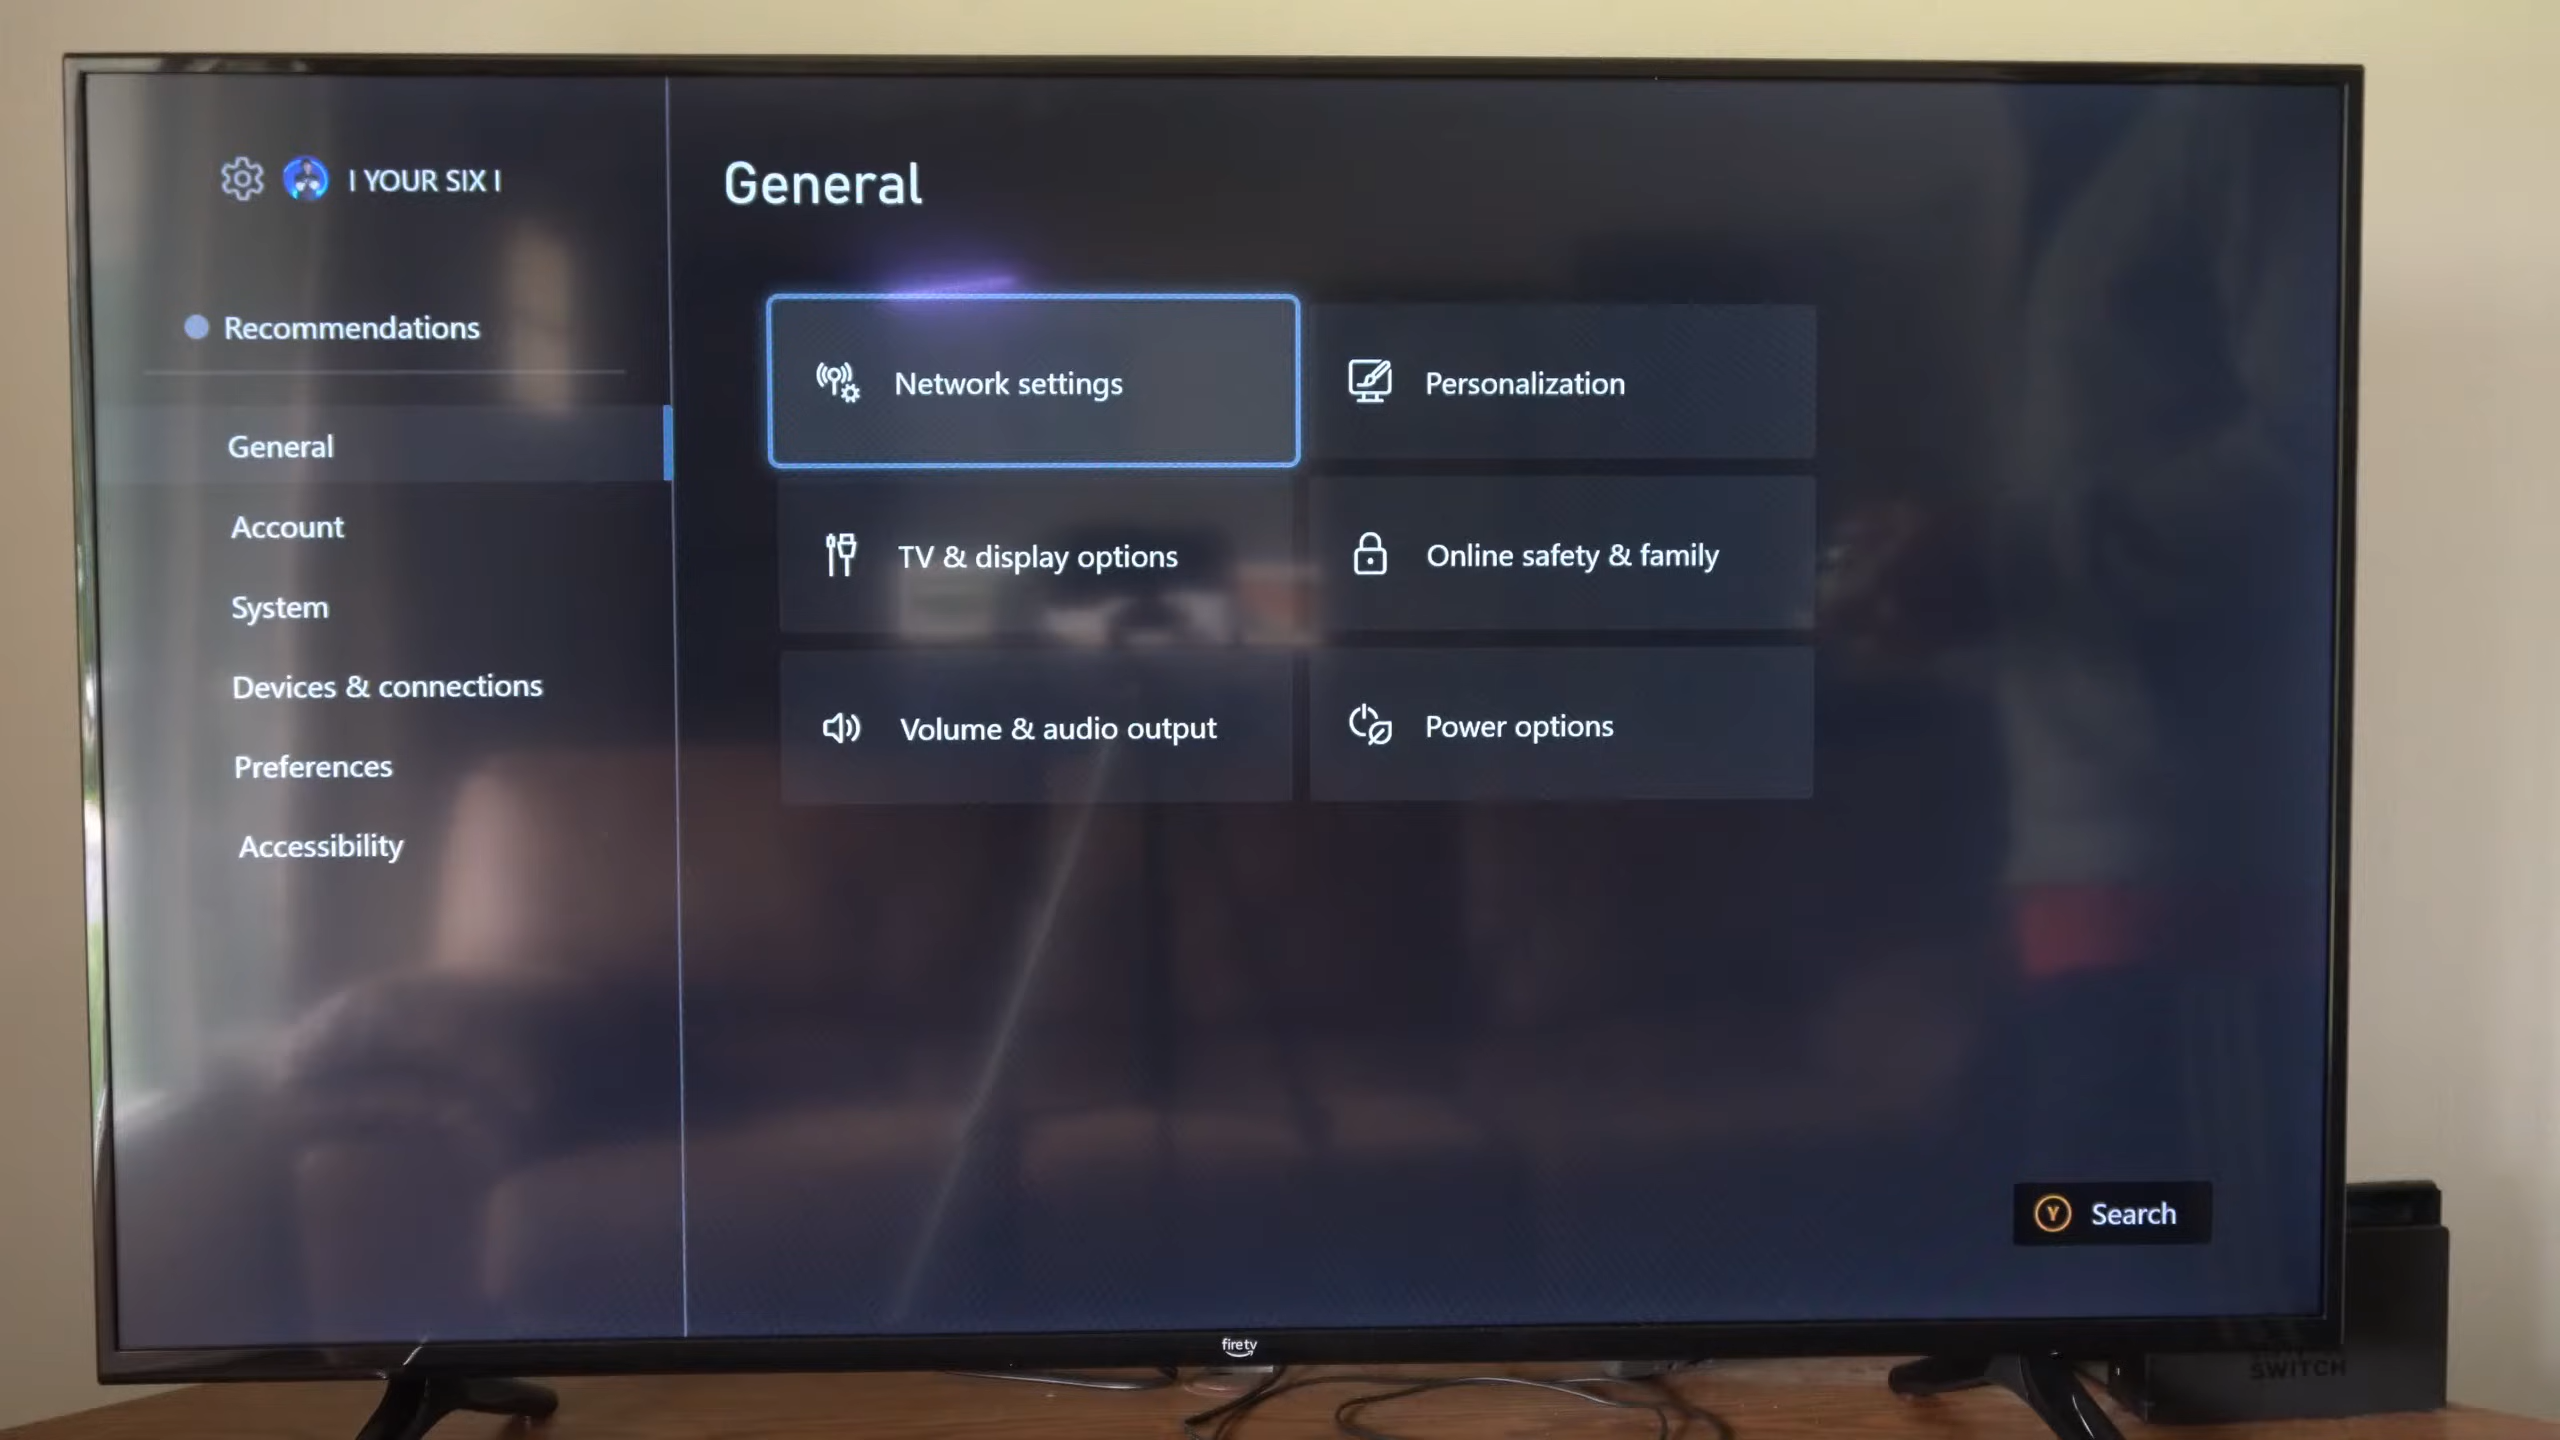 I YOUR SIX I
Recommendations
General
Account
System
Devices & connections
Preferences
Accessibility
General
Network settings
Personalization
TV & display options
Online safety & family
Volume & audio output
Power options
Y Search
firetv
SWITCH